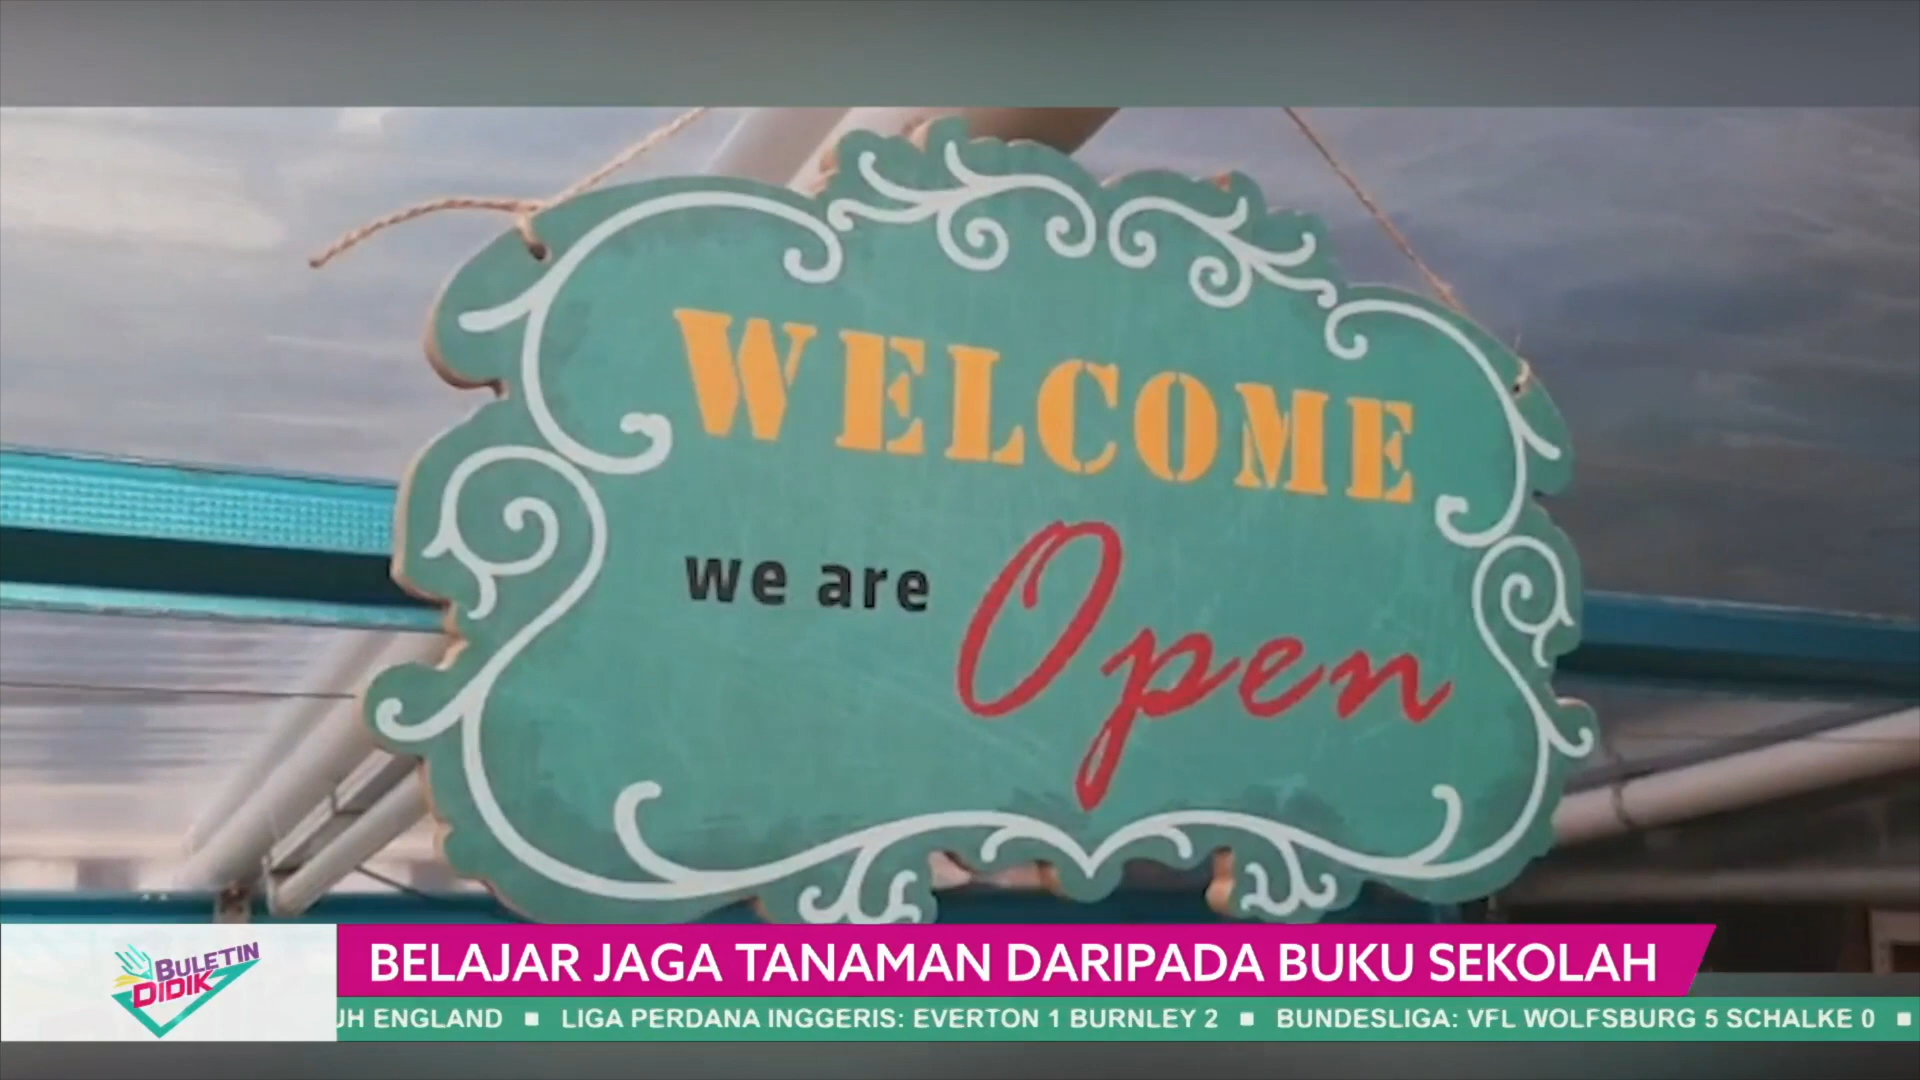 WELCOME
we are Open
BULETIN
DIDIK
BELAJAR JAGA TANAMAN DARIPADA BUKU SEKOLAH
UH ENGLAND ■ LIGA PERDANA INGGERIS: EVERTON 1 BURNLEY 2 ■ BUNDESLIGA: VFL WOLFSBURG 5 SCHALKE 0 ■